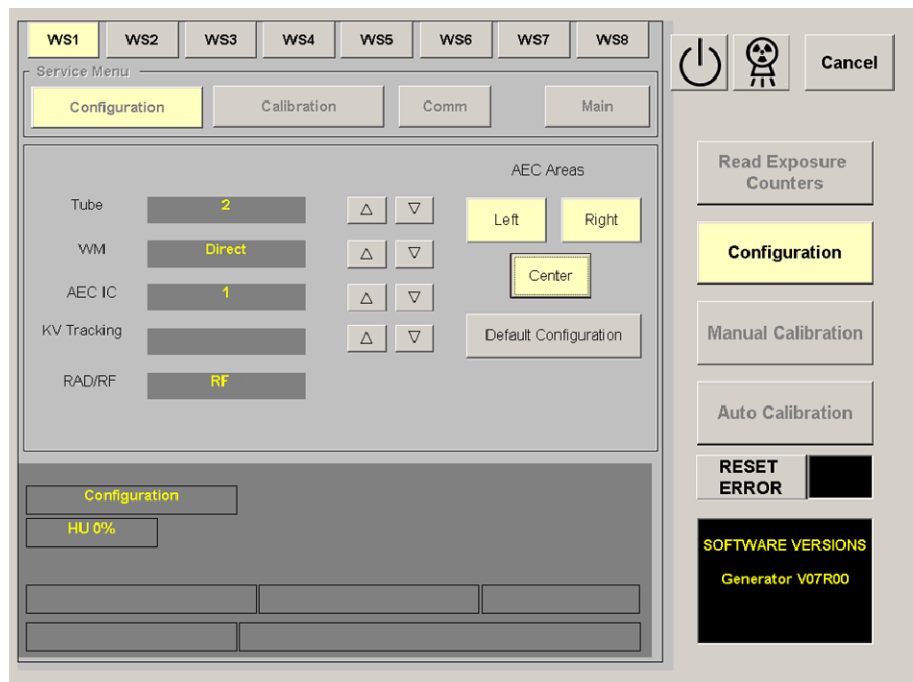 WS1 WS2 WS3 WS4 WS5 WS6 WS7 WS8
Service Menu
Configuration Calibration Comm Main
Cancel
AEC Areas
Tube 2
Left Right
WM Direct
Center
AEC IC 1
KV Tracking
Default Configuration
RAD/RF RF
Configuration
HU 0%
Read Exposure
Counters
Configuration
Manual Calibration
Auto Calibration
RESET
ERROR
SOFTWARE VERSIONS
Generator V07R00